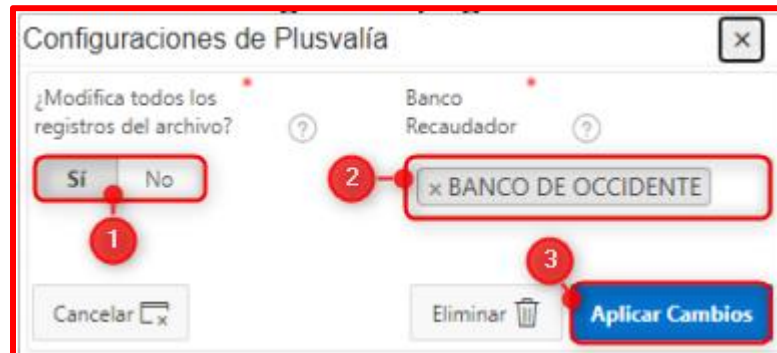 Configuraciones de Plusvalía ×
¿Modifica todos los
registros del archivo? * ?
Banco
Recaudador * ?
Sí No
1
2
× BANCO DE OCCIDENTE
3
Cancelar
Eliminar
Aplicar Cambios